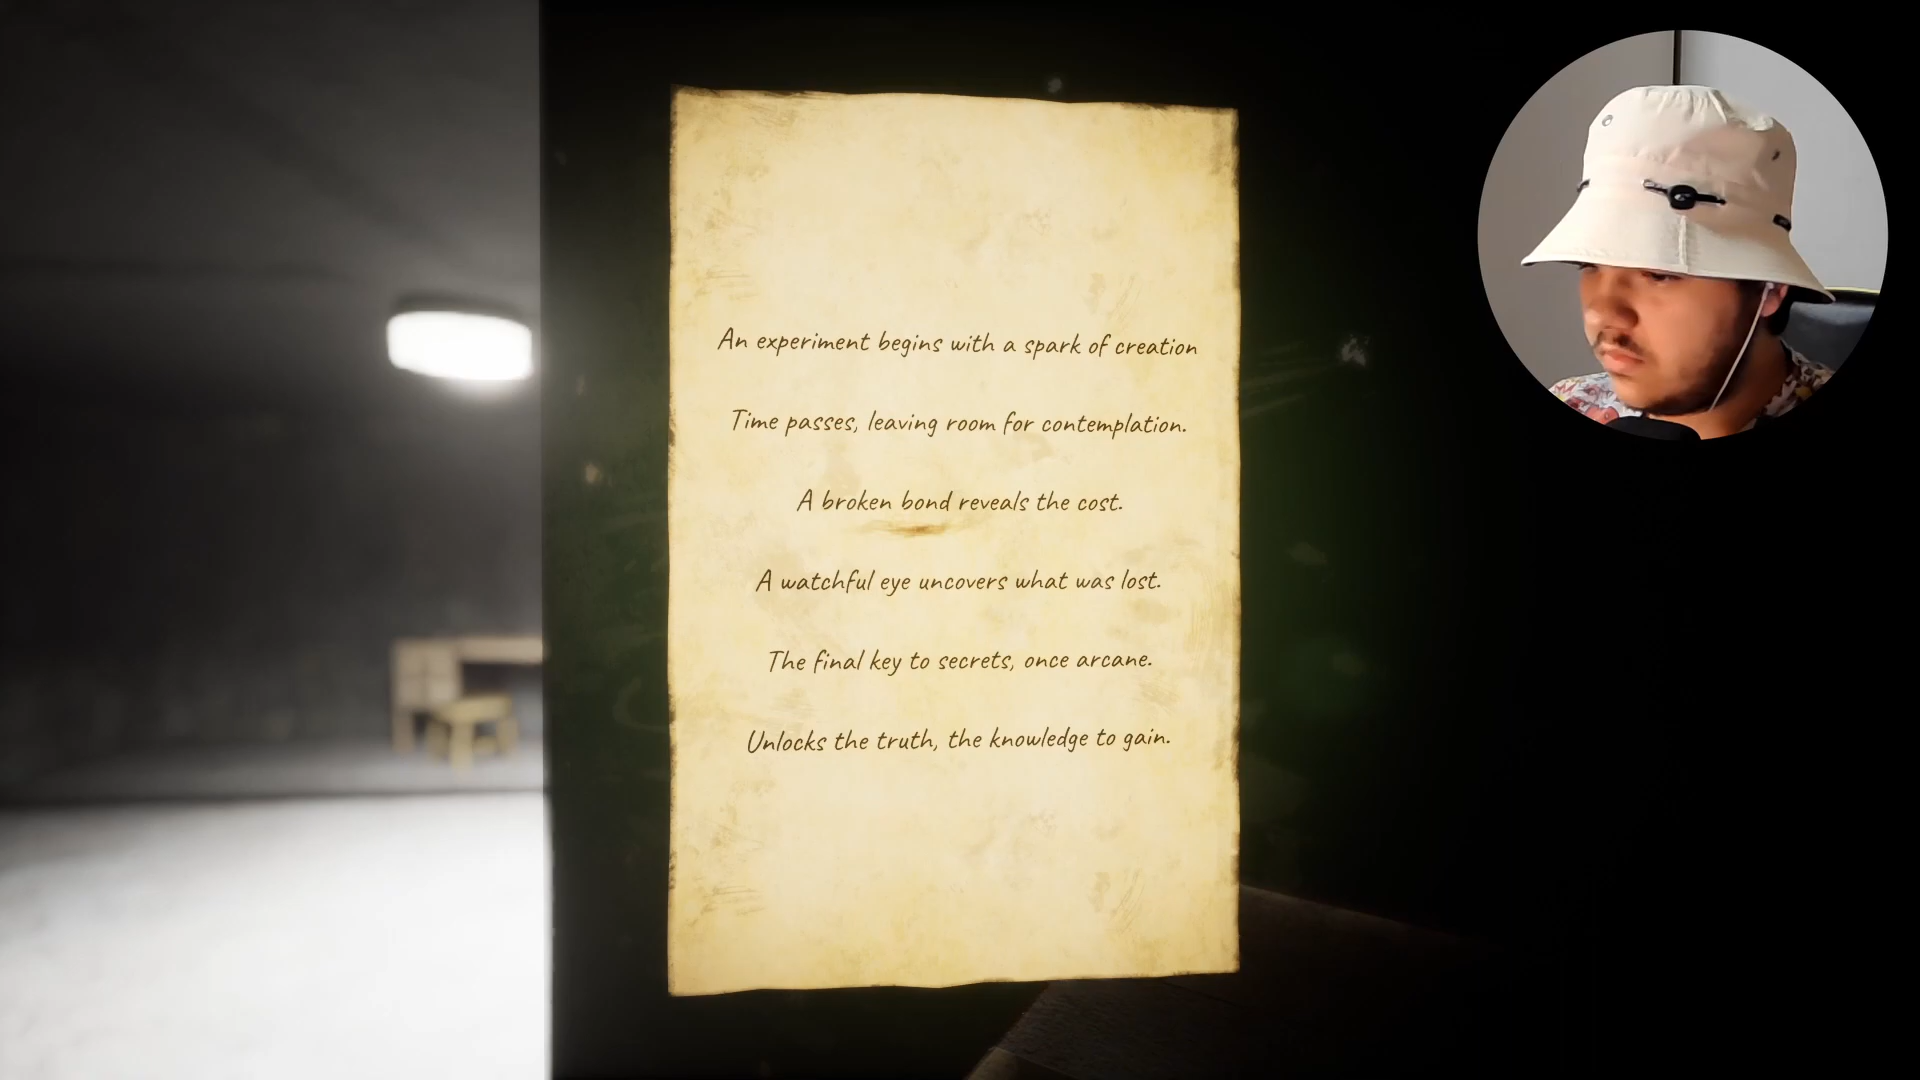 An experiment begins with a spark of creation
Time passes, leaving room for contemplation.
A broken bond reveals the cost.
A watchful eye uncovers what was lost.
The final key to secrets, once arcane.
Unlocks the truth, the knowledge to gain.